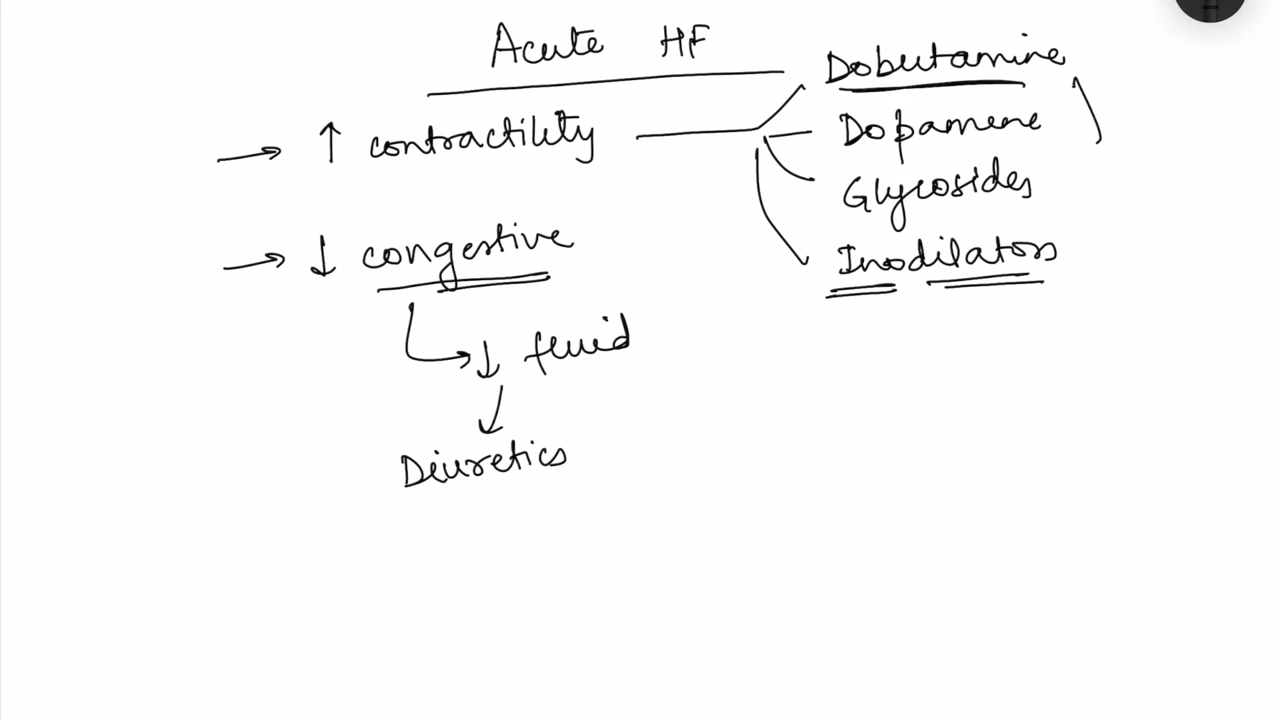 Acute HF
→ ↑ contractility
Dobutamine
Dopamene
Glycosides
Inodilators
→ ↓ congestive
↓ fluid
Diuretics